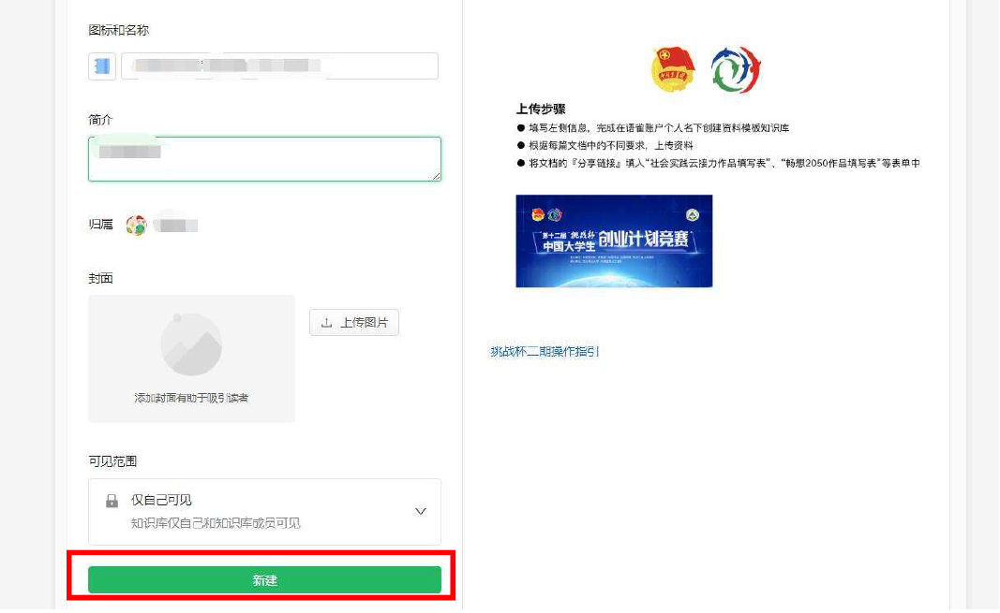 图标和名称
简介
归属
封面
上传图片
添加封面有助于吸引读者
可见范围
仅自己可见
知识库仅自己和知识库成员可见
新建
上传步骤
● 填写左侧信息，完成在语雀账户个人名下创建资料模板知识库
● 根据每篇文档中的不同要求，上传资料
● 将文档的『分享链接』填入“社会实践云接力作品填写表”、“畅想2050作品填写表”等表单中
第十二届“挑战杯”
中国大学生创业计划竞赛
挑战杯二期操作指引